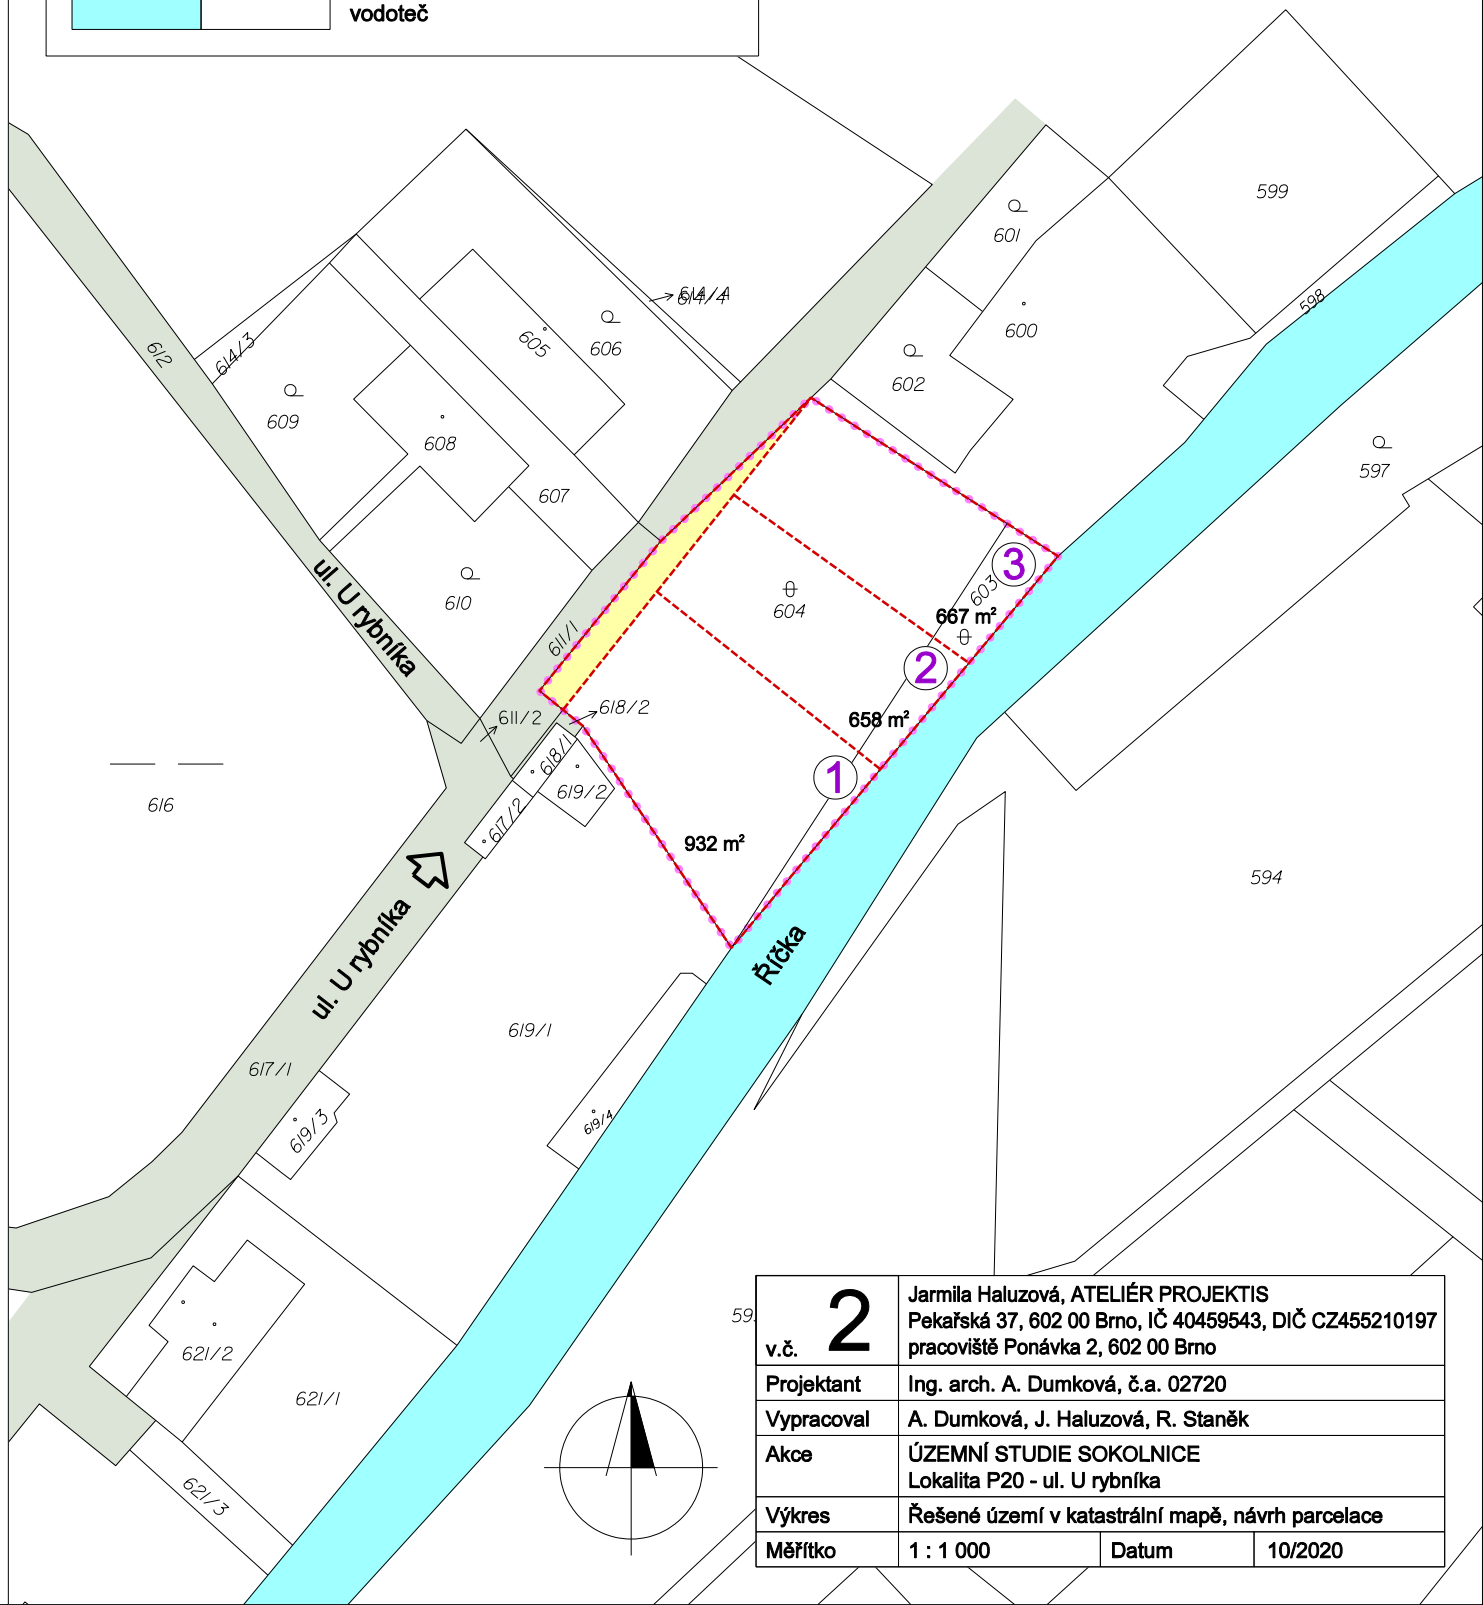 vodoteč
599
601
598
612
614/3
614/4
605
606
600
602
609
608
597
607
603
3
610
604
667 m²
ul. U rybníka
611/1
2
618/2
611/2
658 m²
618/1
1
616
619/2
617/2
932 m²
594
ul. U rybníka
Říčka
619/1
617/1
619/3
619/4
621/2
621/1
621/3
v.č. 2
Jarmila Haluzová, ATELIÉR PROJEKTIS
Pekařská 37, 602 00 Brno, IČ 40459543, DIČ CZ455210197
pracoviště Ponávka 2, 602 00 Brno
Projektant Ing. arch. A. Dumková, č.a. 02720
Vypracoval A. Dumková, J. Haluzová, R. Staněk
Akce ÚZEMNÍ STUDIE SOKOLNICE
Lokalita P20 - ul. U rybníka
Výkres Řešené území v katastrální mapě, návrh parcelace
Měřítko 1 : 1 000 Datum 10/2020